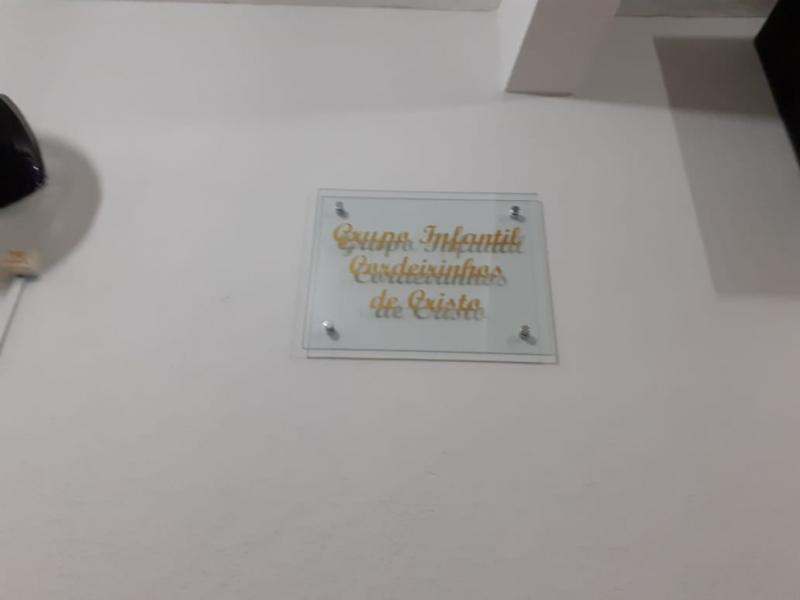 Grupo Infantil
Cordeirinhos
de Cristo